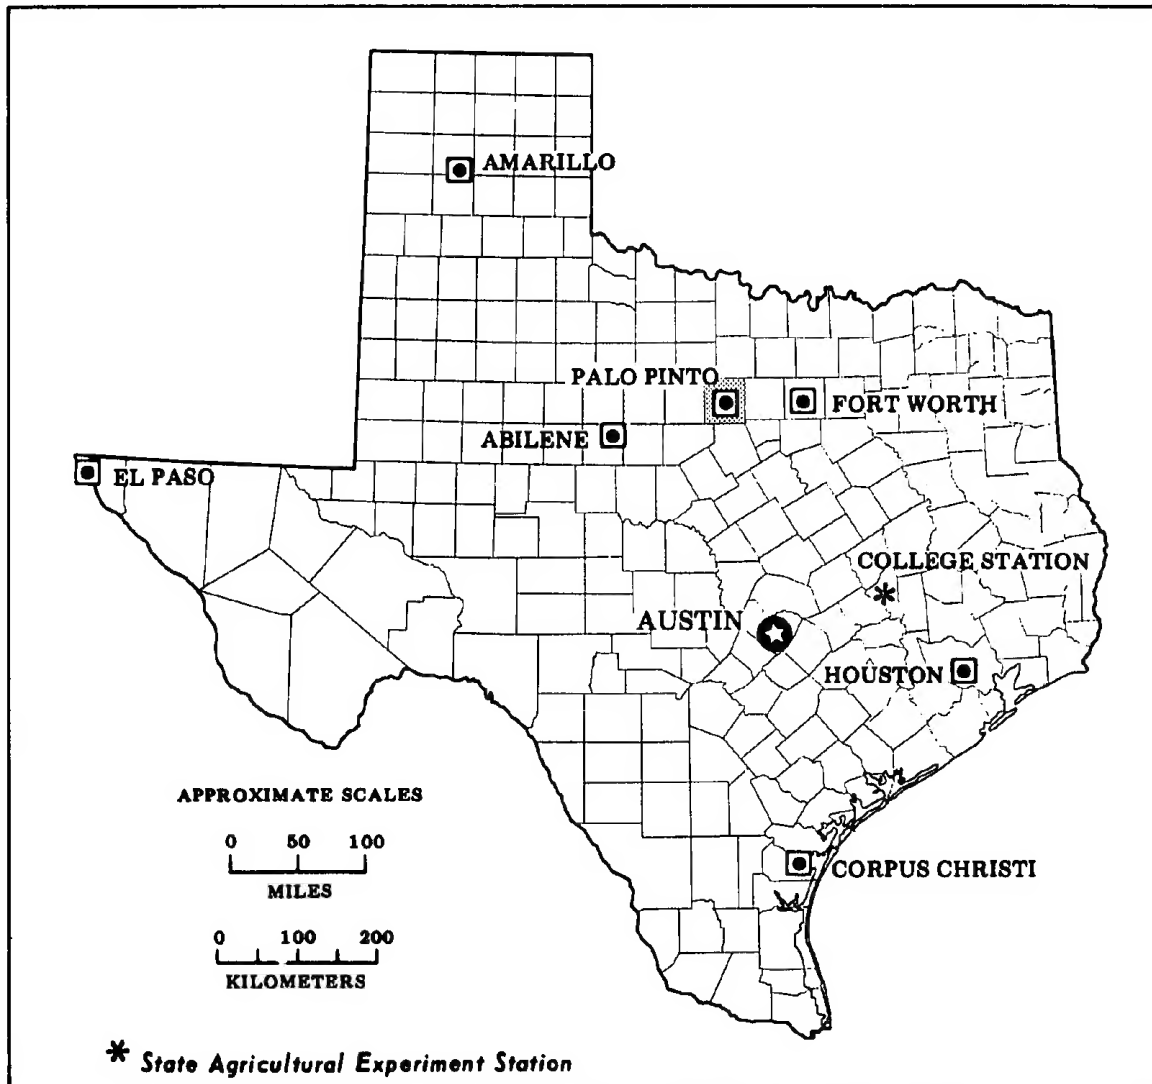 AMARILLO
PALO PINTO
FORT WORTH
ABILENE
EL PASO
COLLEGE STATION
*
AUSTIN
HOUSTON
APPROXIMATE SCALES
0 50 100
MILES
CORPUS CHRISTI
0 100 200
KILOMETERS
* State Agricultural Experiment Station